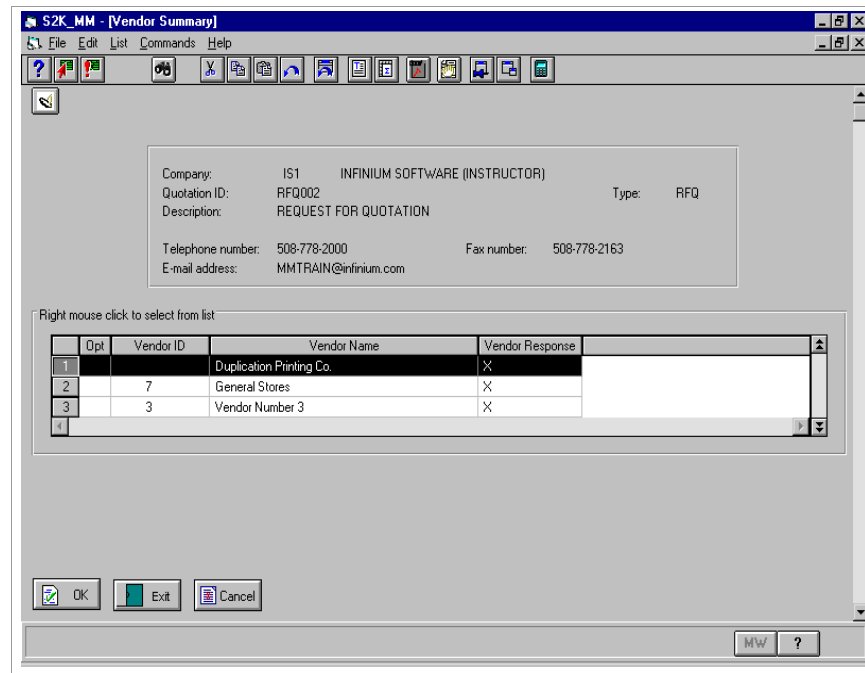 S2K_MM - [Vendor Summary]
File Edit List Commands Help
Company: IS1 INFINIUM SOFTWARE (INSTRUCTOR)
Quotation ID: RFQ002 Type: RFQ
Description: REQUEST FOR QUOTATION
Telephone number: 508-778-2000 Fax number: 508-778-2163
E-mail address: MMTRAIN@infinium.com
Right mouse click to select from list
Opt Vendor ID Vendor Name Vendor Response
1 Duplication Printing Co. X
2 7 General Stores X
3 3 Vendor Number 3 X
OK Exit Cancel
MW ?